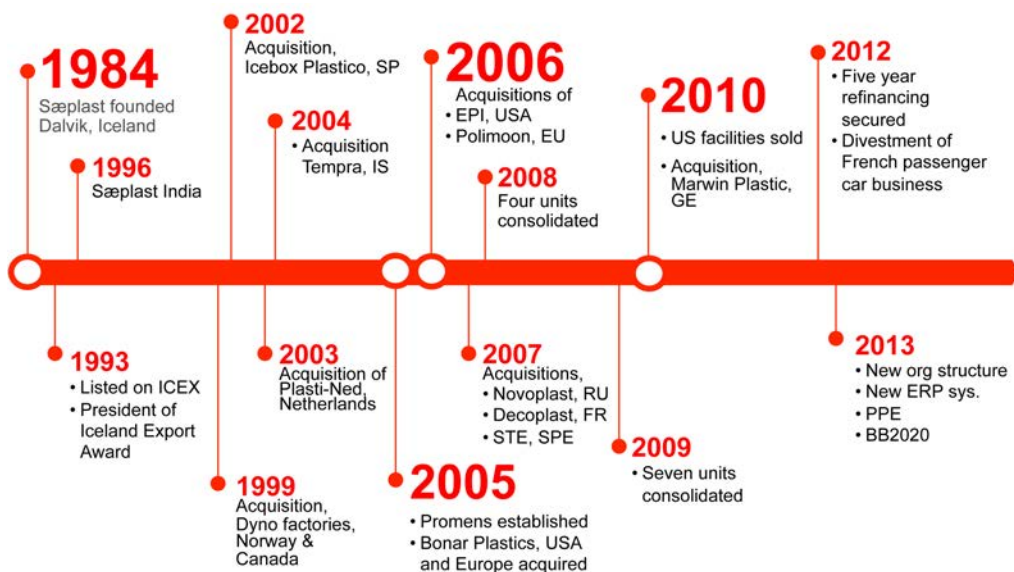 1984
Sæplast founded
Dalvik, Iceland
1996
Sæplast India
2002
Acquisition,
Icebox Plastico, SP
2004
• Acquisition
Tempra, IS
2006
Acquisitions of
• EPI, USA
• Polimoon, EU
2008
Four units
consolidated
2010
• US facilities sold
• Acquisition,
Marwin Plastic,
GE
2012
• Five year
refinancing
secured
• Divestment of
French passenger
car business
1993
• Listed on ICEX
• President of
Iceland Export
Award
1999
Acquisition,
Dyno factories,
Norway &
Canada
2003
Acquisition of
Plasti-Ned,
Netherlands
2005
• Promens established
• Bonar Plastics, USA
and Europe acquired
2007
Acquisitions,
• Novoplast, RU
• Decoplast, FR
• STE, SPE
2009
• Seven units
consolidated
2013
• New org structure
• New ERP sys.
• PPE
• BB2020